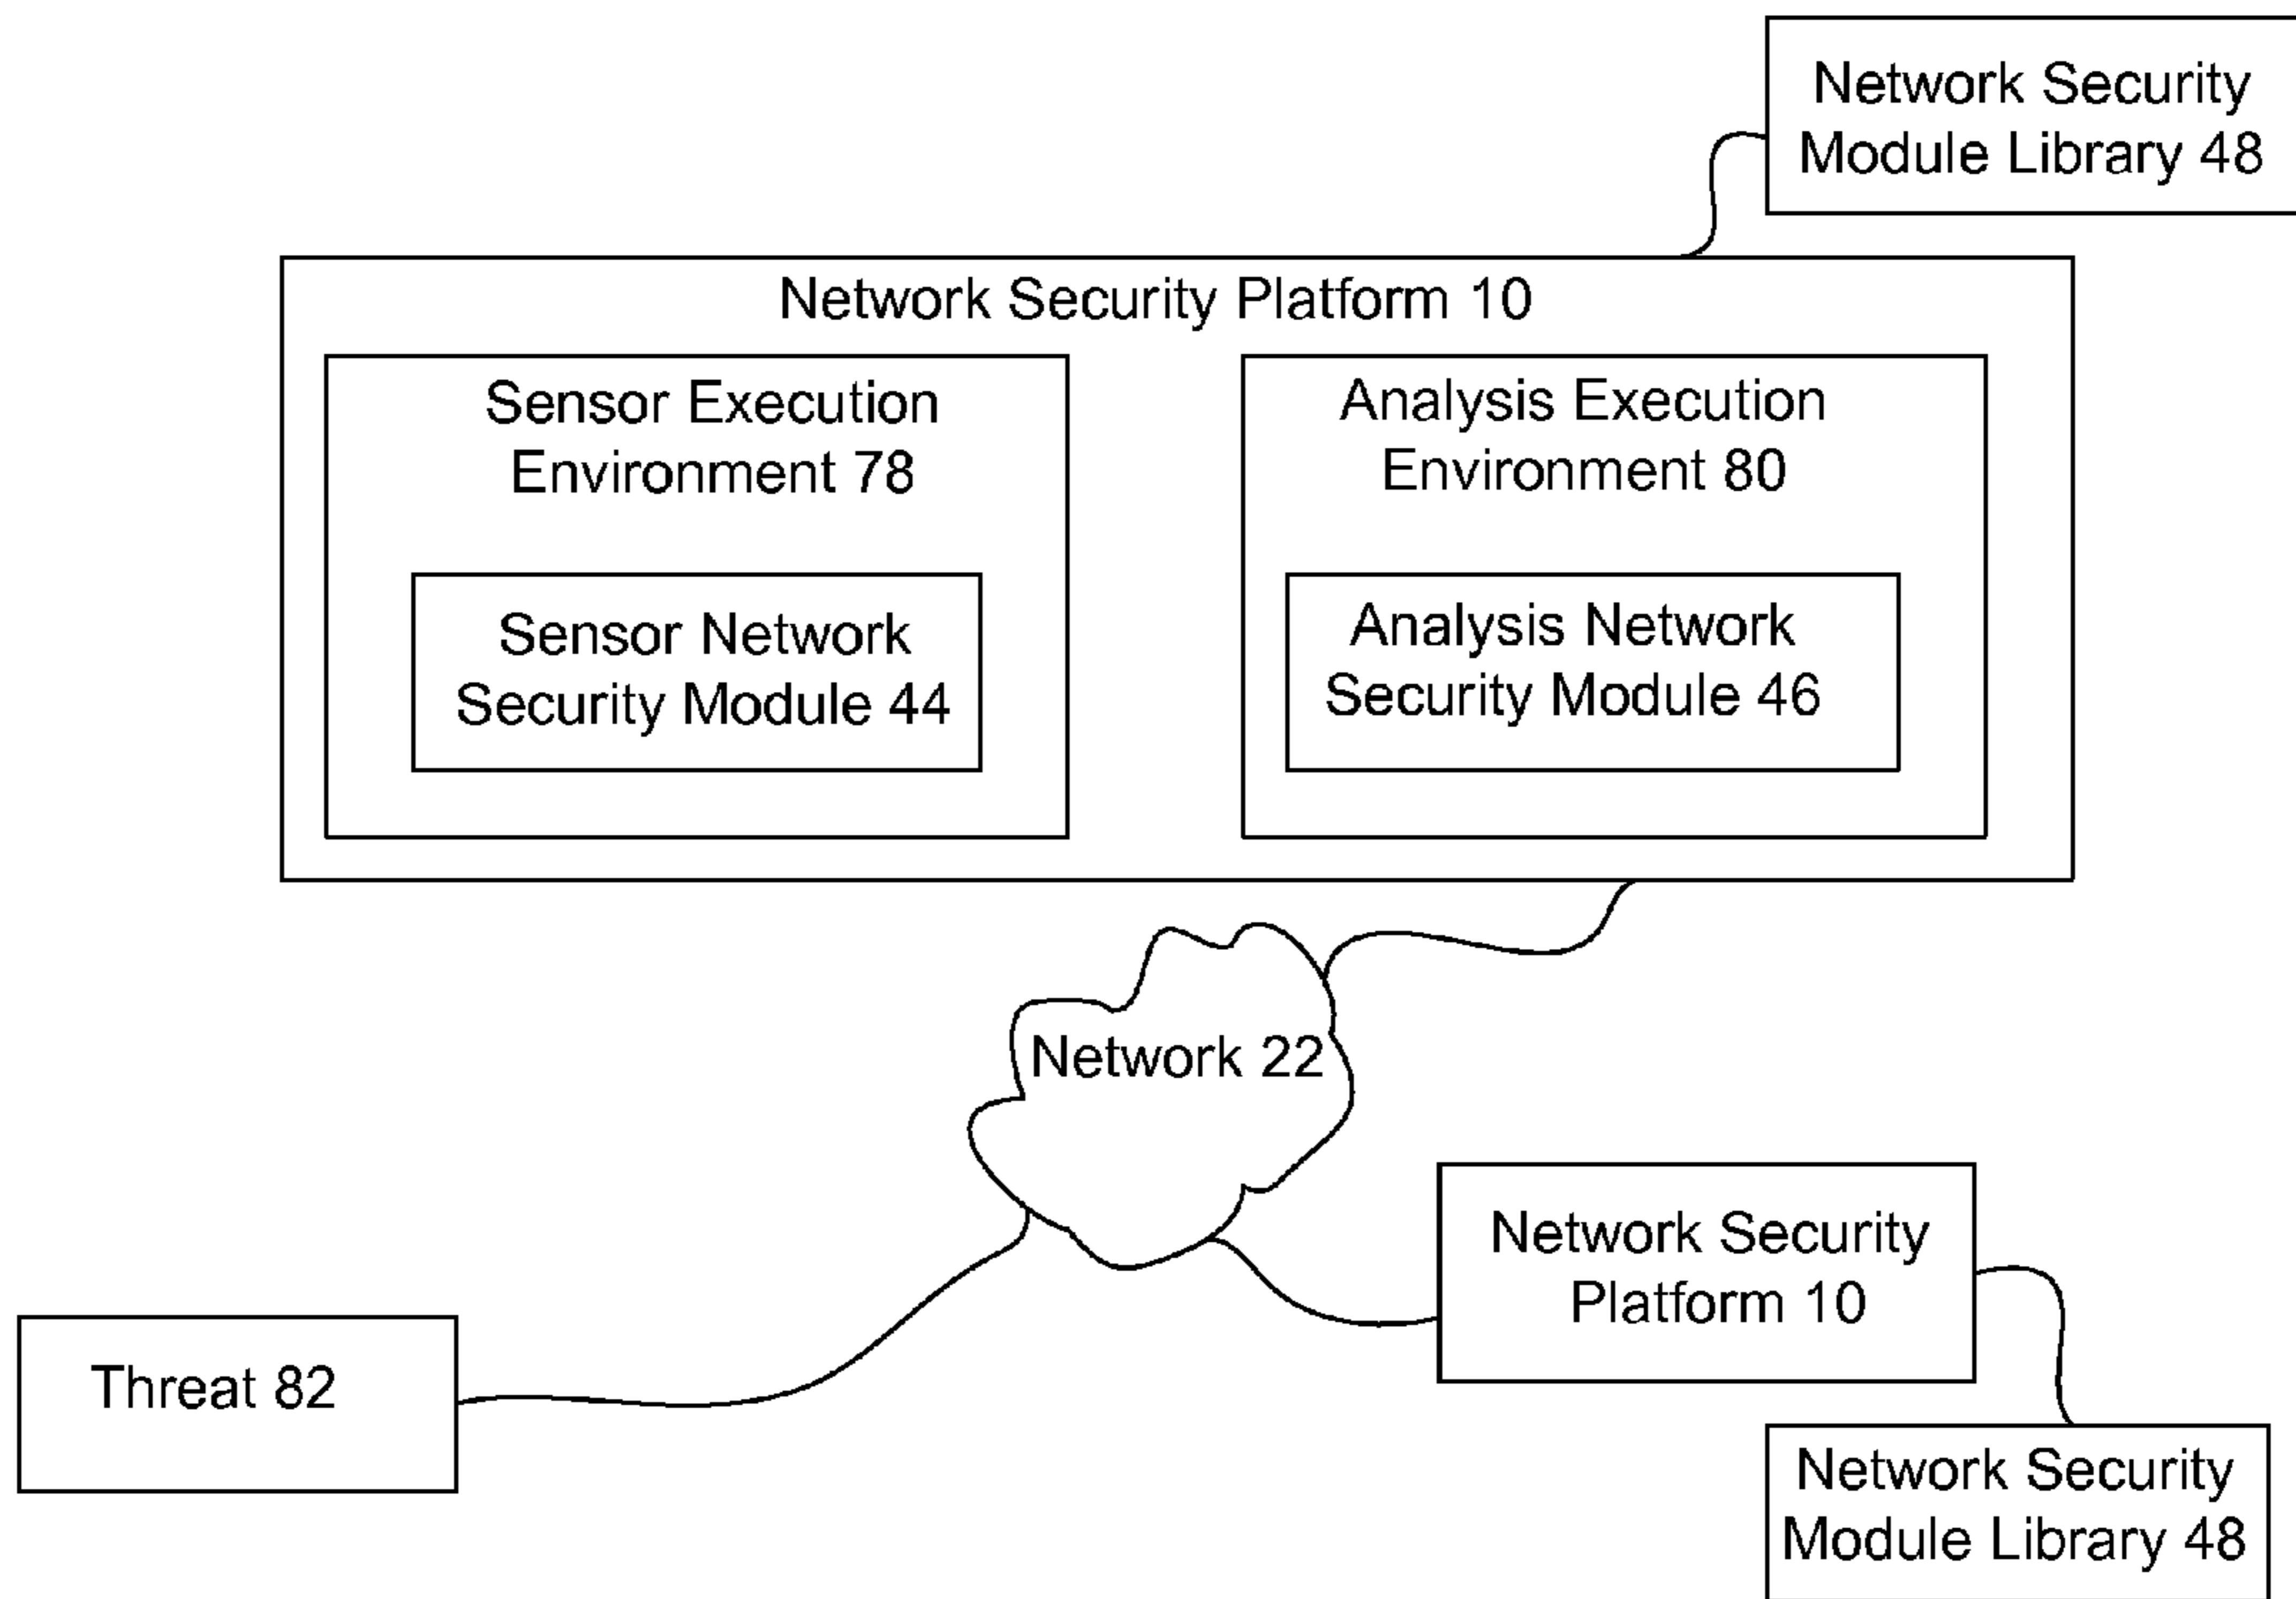 Network Security
Module Library 48
Network Security Platform 10
Sensor Execution
Environment 78
Analysis Execution
Environment 80
Sensor Network
Security Module 44
Analysis Network
Security Module 46
Network 22
Network Security
Platform 10
Threat 82
Network Security
Module Library 48